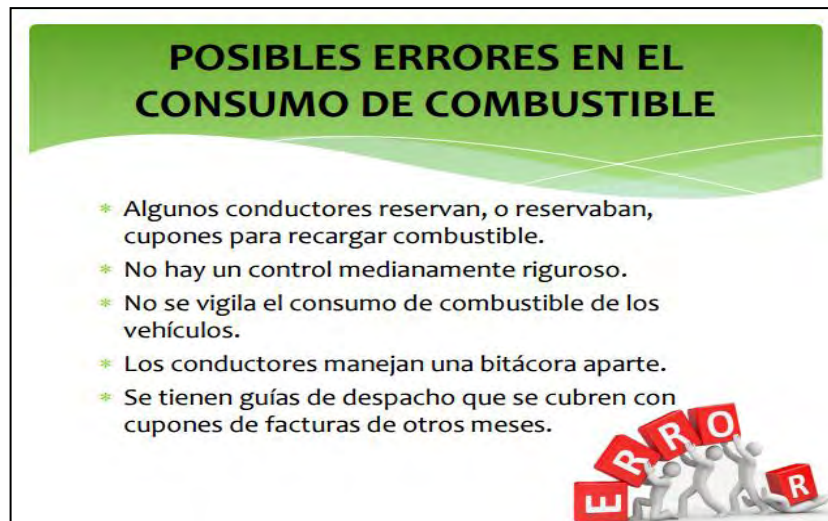 POSIBLES ERRORES EN EL
CONSUMO DE COMBUSTIBLE
* Algunos conductores reservan, o reservaban,
cupones para recargar combustible.
* No hay un control medianamente riguroso.
* No se vigila el consumo de combustible de los
vehículos.
* Los conductores manejan una bitácora aparte.
* Se tienen guías de despacho que se cubren con
cupones de facturas de otros meses.
ERROR